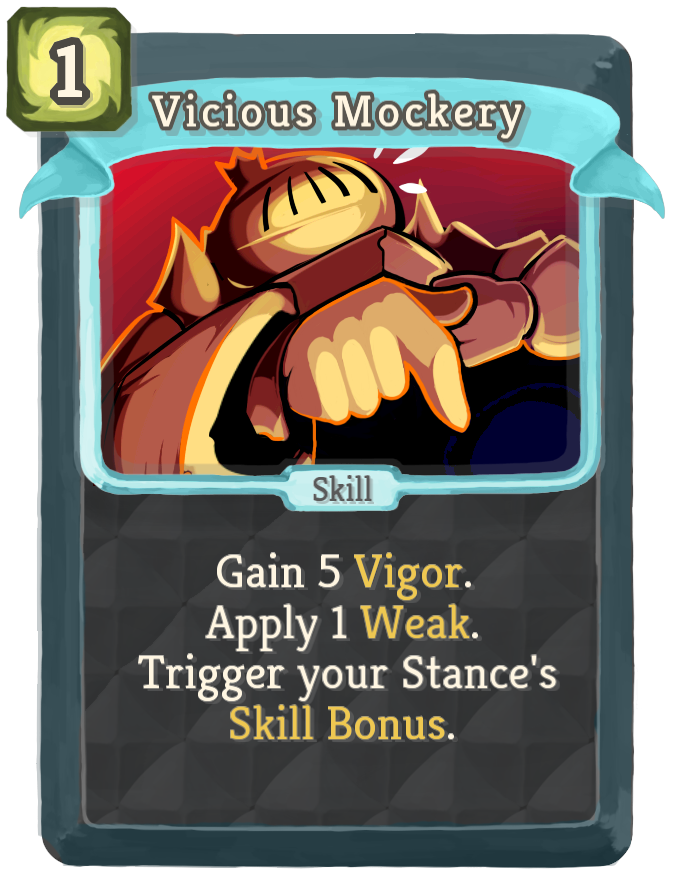 1
Vicious Mockery
Skill
Gain 5 Vigor.
Apply 1 Weak.
Trigger your Stance's
Skill Bonus.